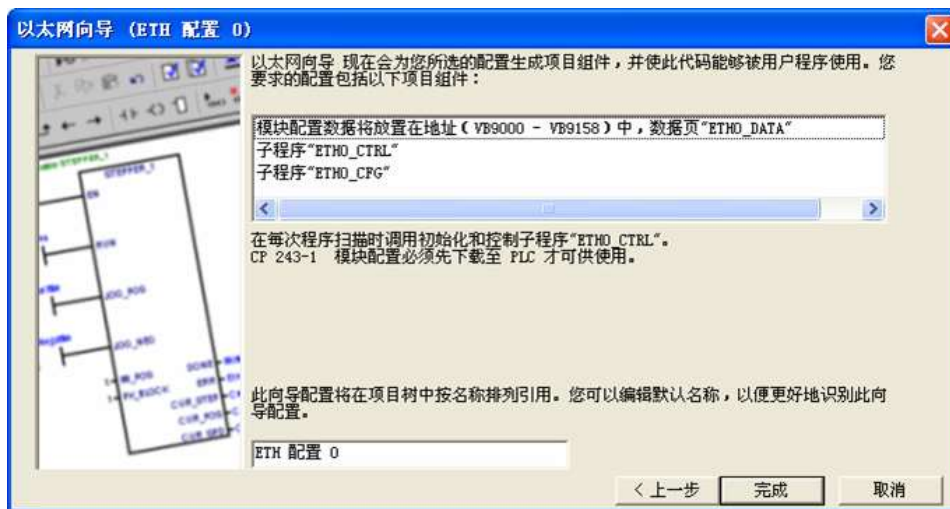 以太网向导 (ETH 配置 0)
以太网向导 现在会为您所选的配置生成项目组件，并使此代码能够被用户程序使用。您
要求的配置包括以下项目组件：
模块配置数据将放置在地址（VB9000 - VB9158）中，数据页“ETH0_DATA”
子程序“ETH0_CTRL”
子程序“ETH0_CFG”
在每次程序扫描时调用初始化和控制子程序“ETH0_CTRL”。
CP 243-1 模块配置必须先下载至 PLC 才可供使用。
STEPPER_1
EN
RUN
JOG_POS
JOG_NEG
DONE
ERR
CUR_POS
此向导配置将在项目树中按名称排列引用。您可以编辑默认名称，以便更好地识别此向
导配置。
ETH 配置 0
< 上一步
完成
取消